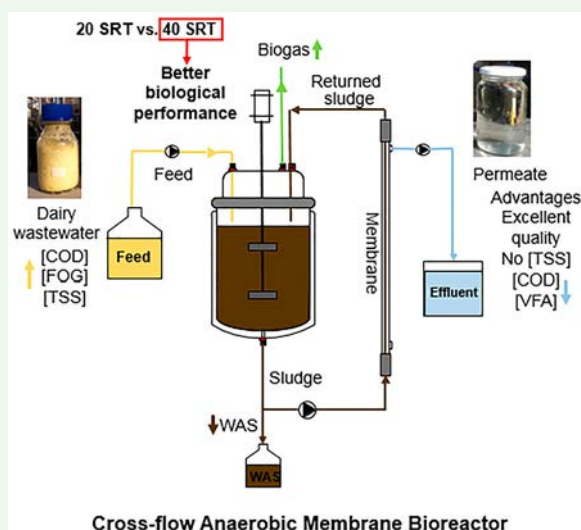 20 SRT vs. 40 SRT
Better
biological
performance
Biogas
Returned
sludge
Feed
Dairy
wastewater
[COD]
[FOG]
[TSS]
Feed
Membrane
Permeate
Advantages
Excellent
quality
No [TSS]
[COD]
[VFA]
Effluent
Sludge
WAS
WAS
Cross-flow Anaerobic Membrane Bioreactor